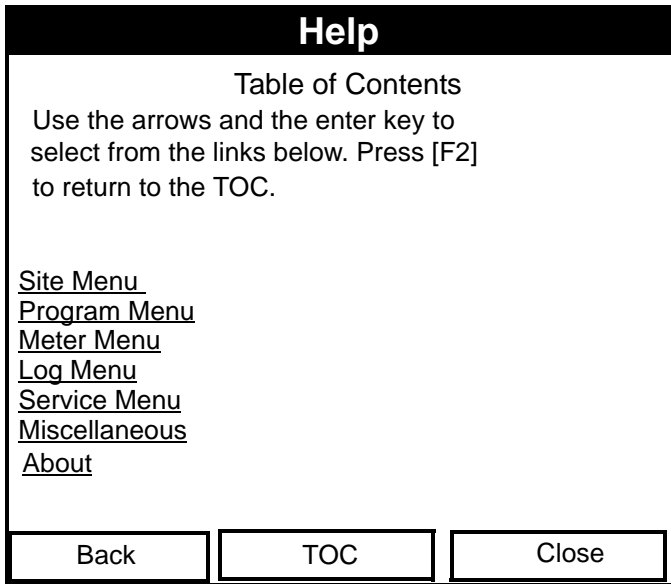 Help
Table of Contents
Use the arrows and the enter key to
select from the links below. Press [F2]
to return to the TOC.
Site Menu
Program Menu
Meter Menu
Log Menu
Service Menu
Miscellaneous
About
Back TOC Close